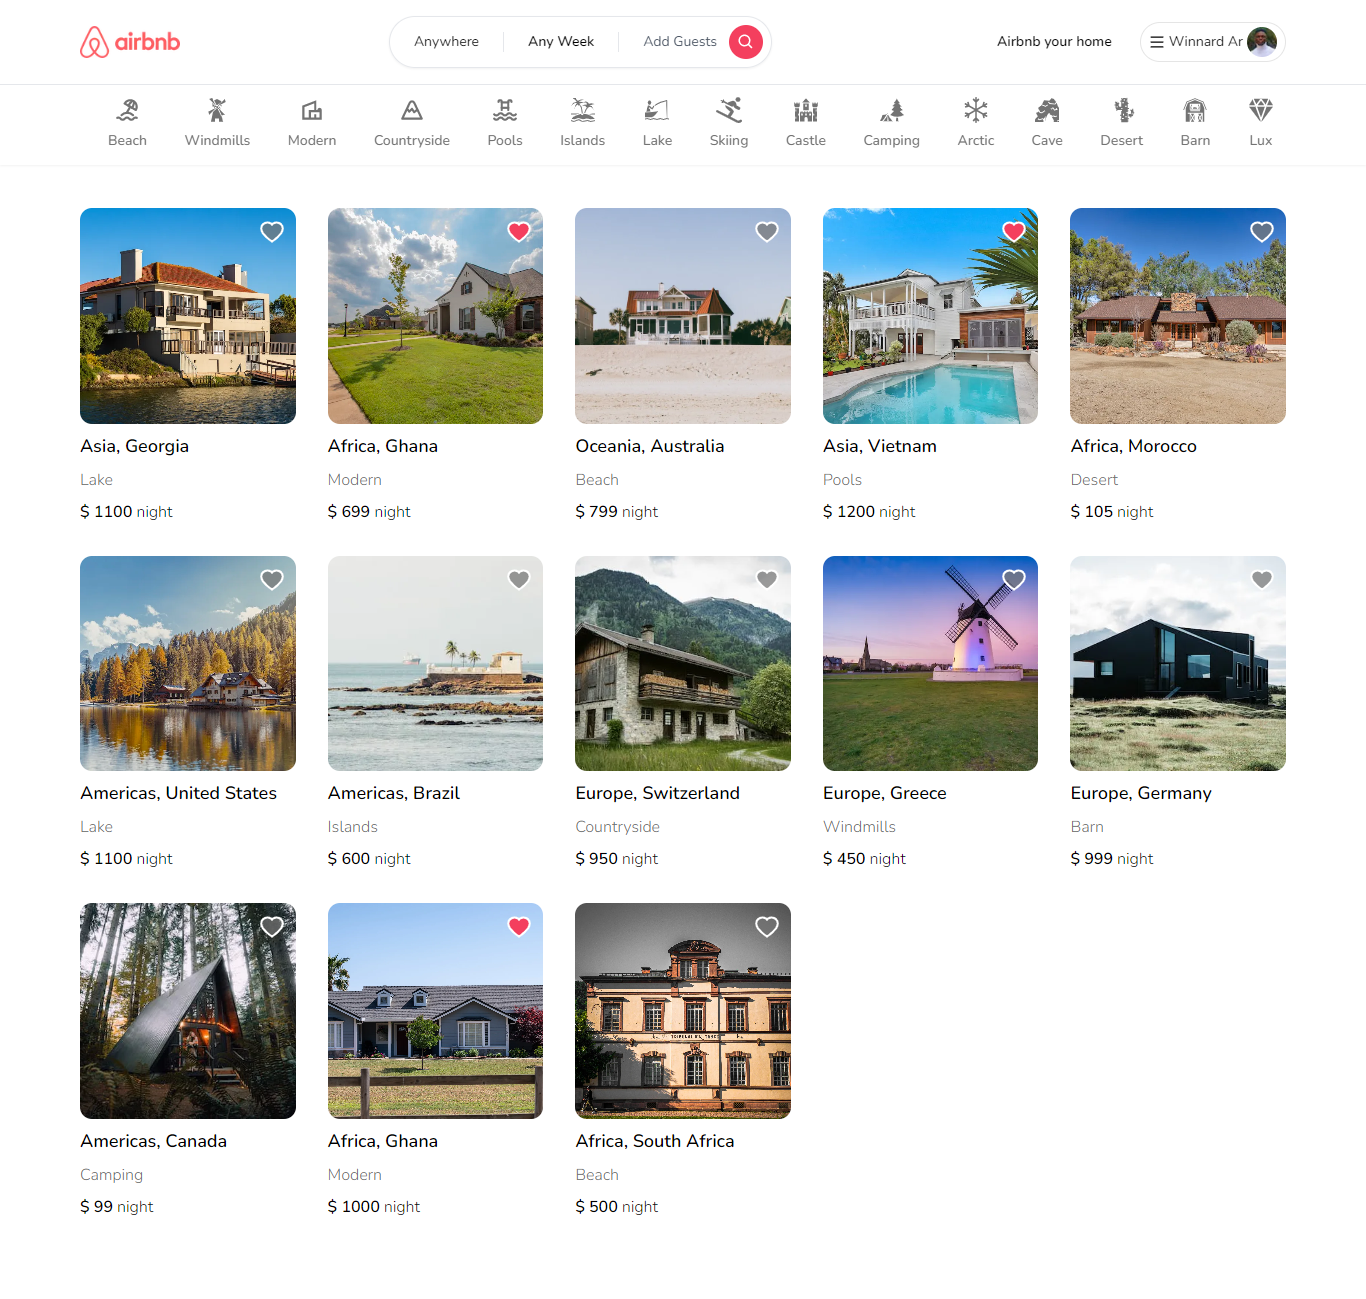 airbnb
Anywhere
Any Week
Add Guests
Airbnb your home
Winnard Ar
Beach
Windmills
Modern
Countryside
Pools
Islands
Lake
Skiing
Castle
Camping
Arctic
Cave
Desert
Barn
Lux
Asia, Georgia
Lake
$ 1100 night
Africa, Ghana
Modern
$ 699 night
Oceania, Australia
Beach
$ 799 night
Asia, Vietnam
Pools
$ 1200 night
Africa, Morocco
Desert
$ 105 night
Americas, United States
Lake
$ 1100 night
Americas, Brazil
Islands
$ 600 night
Europe, Switzerland
Countryside
$ 950 night
Europe, Greece
Windmills
$ 450 night
Europe, Germany
Barn
$ 999 night
Americas, Canada
Camping
$ 99 night
Africa, Ghana
Modern
$ 1000 night
Africa, South Africa
Beach
$ 500 night